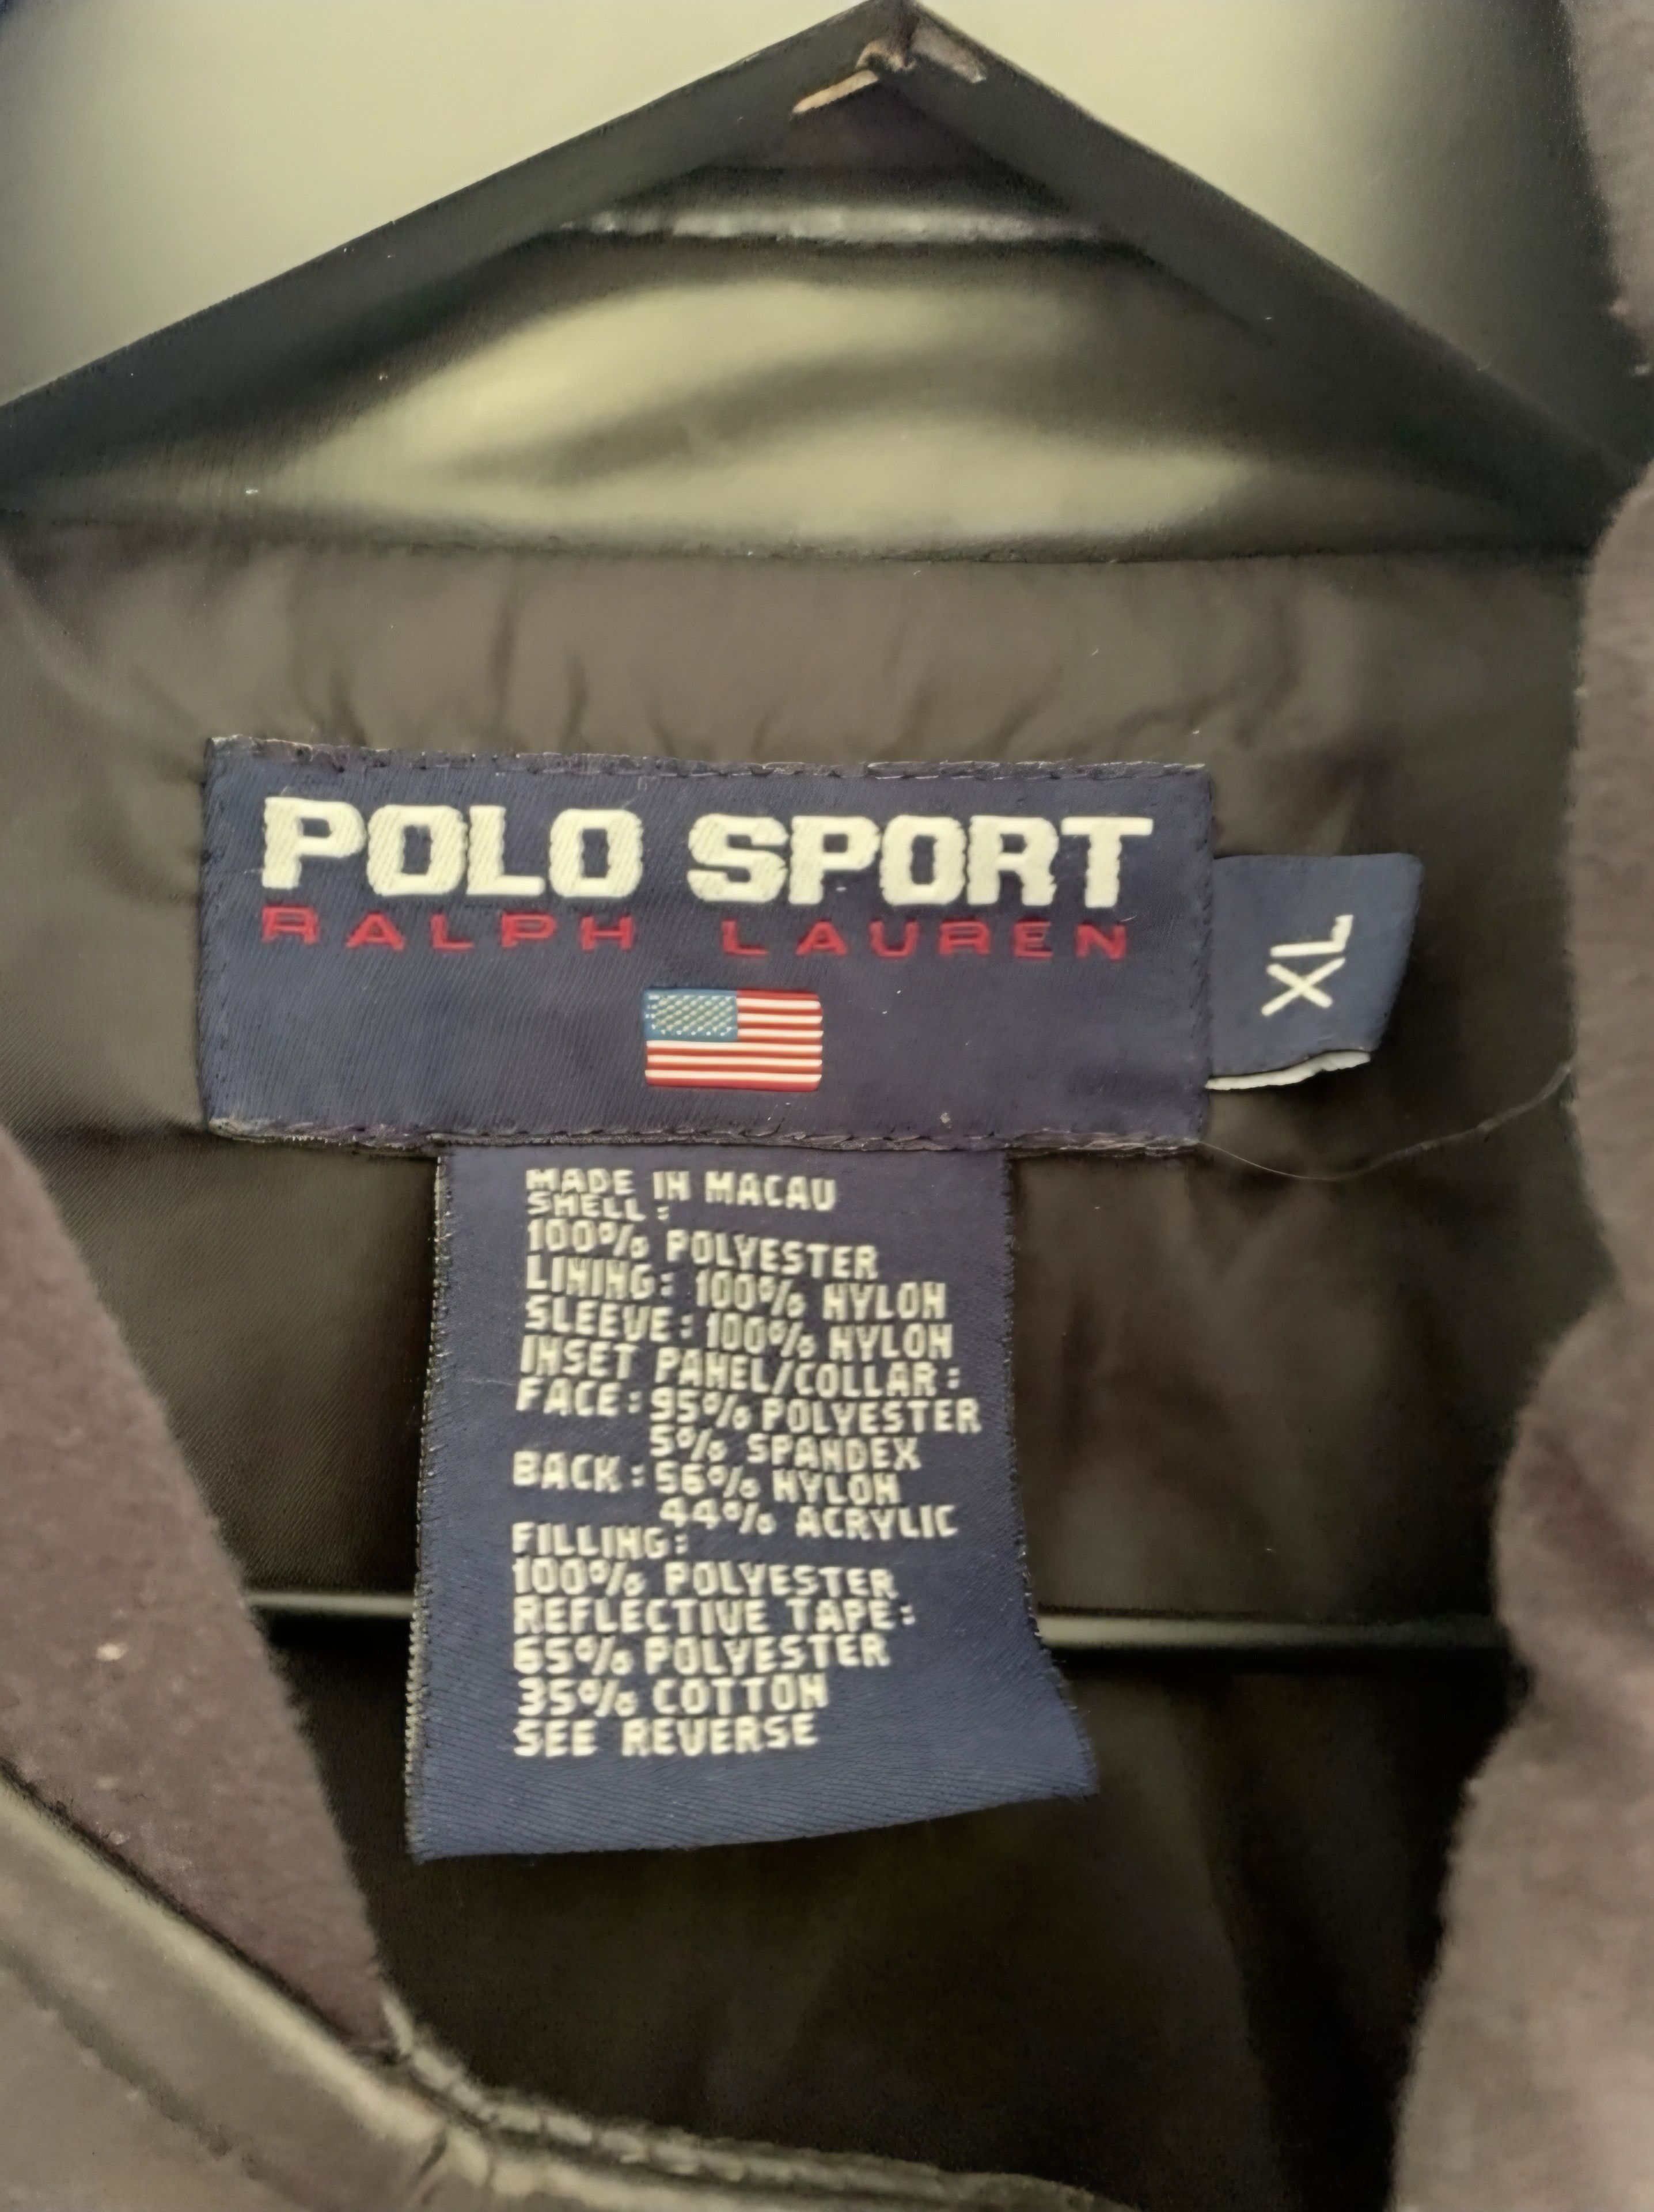 POLO SPORT
RALPH LAUREN
XL
MADE IN MACAU
SHELL:
100% POLYESTER
LINING: 100% NYLON
SLEEVE: 100% NYLON
INSET PANEL/COLLAR:
FACE: 95% POLYESTER
5% SPANDEX
BACK: 56% NYLON
44% ACRYLIC
FILLING:
100% POLYESTER
REFLECTIVE TAPE:
65% POLYESTER
35% COTTON
SEE REVERSE